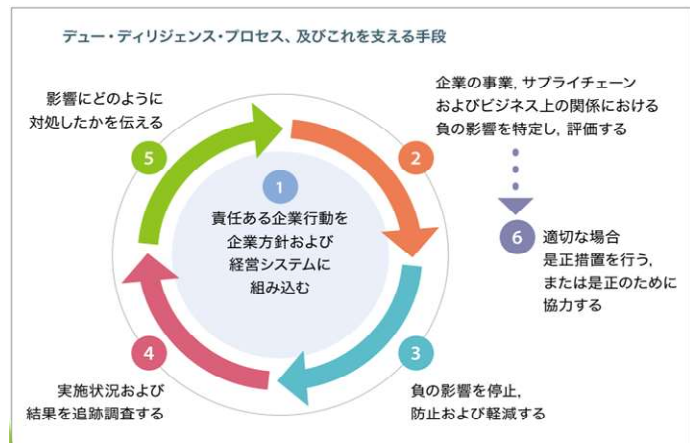 デュー・ディリジェンス・プロセス、及びこれを支える手段
1
責任ある企業行動を
企業方針および
経営システムに
組み込む
2
企業の事業，サプライチェーン
およびビジネス上の関係における
負の影響を特定し，評価する
3
負の影響を停止，
防止および軽減する
4
実施状況および
結果を追跡調査する
5
影響にどのように
対処したかを伝える
6
適切な場合
是正措置を行う，
または是正のために
協力する